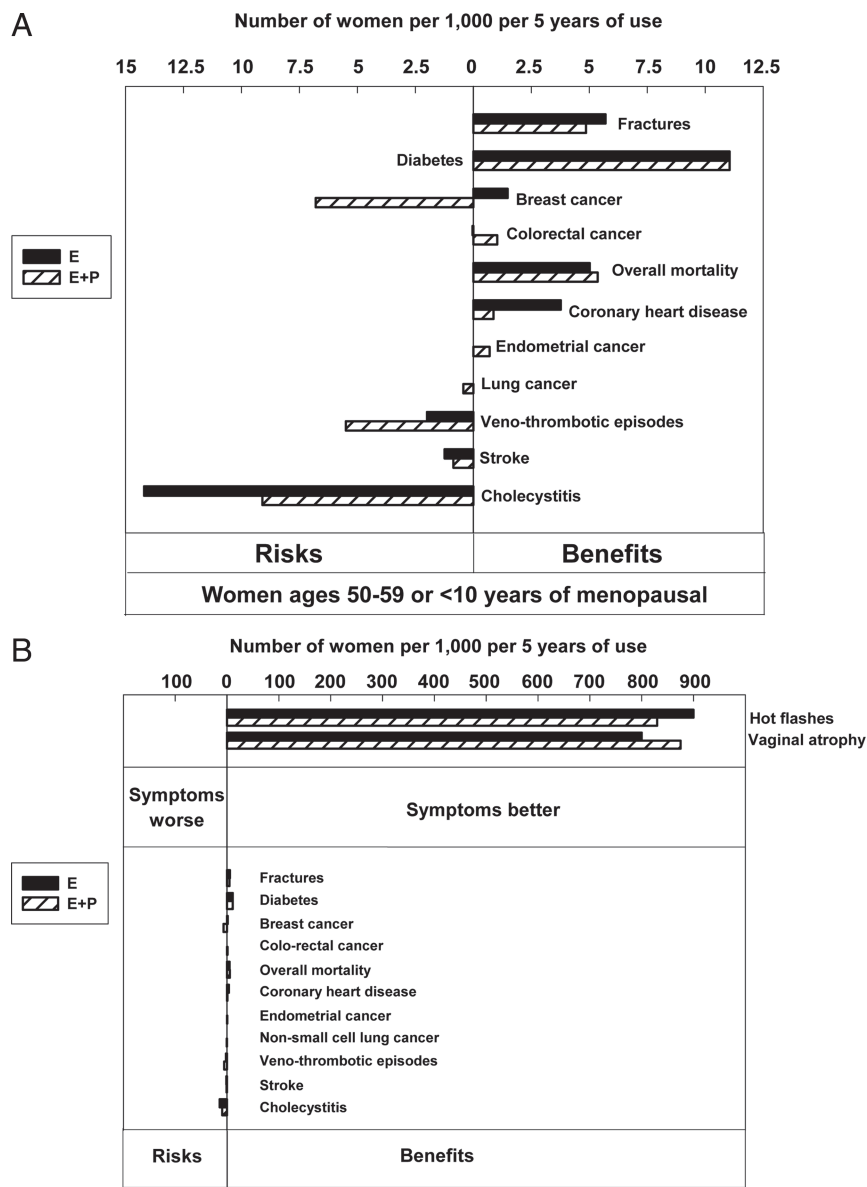 A
Number of women per 1,000 per 5 years of use
15 12.5 10 7.5 5 2.5 0 2.5 5 7.5 10 12.5
Fractures
Diabetes
Breast cancer
Colorectal cancer
E
E+P
Overall mortality
Coronary heart disease
Endometrial cancer
Lung cancer
Veno-thrombotic episodes
Stroke
Cholecystitis
Risks Benefits
Women ages 50-59 or <10 years of menopausal
B
Number of women per 1,000 per 5 years of use
100 0 100 200 300 400 500 600 700 800 900
Hot flashes
Vaginal atrophy
Symptoms
worse
Symptoms better
E
E+P
Fractures
Diabetes
Breast cancer
Colo-rectal cancer
Overall mortality
Coronary heart disease
Endometrial cancer
Non-small cell lung cancer
Veno-thrombotic episodes
Stroke
Cholecystitis
Risks Benefits